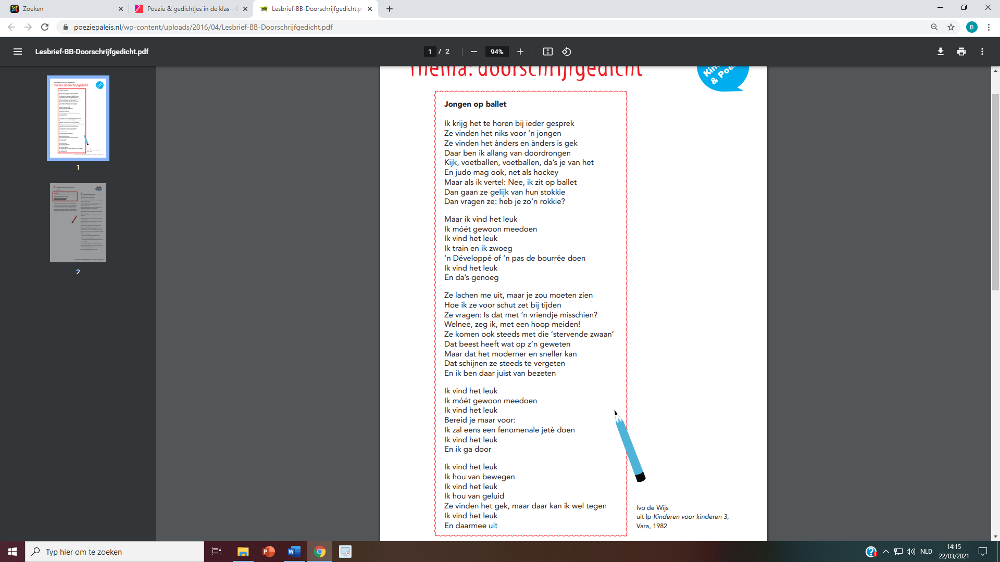 Zoeken
Poëzie & gedichtjes in de klas - G
Lesbrief-BB-Doorschrijfgedicht.p
poeziepaleis.nl/wp-content/uploads/2016/04/Lesbrief-BB-Doorschrijfgedicht.pdf
B
Lesbrief-BB-Doorschrijfgedicht.pdf
1 / 2
94%
Thema: doorschrijfgedicht
& Poë
1
2
Jongen op ballet
Ik krijg het te horen bij ieder gesprek
Ze vinden het niks voor ‘n jongen
Ze vinden het ànders en ànders is gek
Daar ben ik allang van doordrongen
Kijk, voetballen, voetballen, da’s je van het
En judo mag ook, net als hockey
Maar als ik vertel: Nee, ik zit op ballet
Dan gaan ze gelijk van hun stokkie
Dan vragen ze: heb je zo’n rokkie?
Maar ik vind het leuk
Ik móét gewoon meedoen
Ik vind het leuk
Ik train en ik zwoeg
‘n Développé of ‘n pas de bourrée doen
Ik vind het leuk
En da’s genoeg
Ze lachen me uit, maar je zou moeten zien
Hoe ik ze voor schut zet bij tijden
Ze vragen: Is dat met ‘n vriendje misschien?
Welnee, zeg ik, met een hoop meiden!
Ze komen ook steeds met die ‘stervende zwaan’
Dat beest heeft wat op z’n geweten
Maar dat het moderner en sneller kan
Dat schijnen ze steeds te vergeten
En ik ben daar juist van bezeten
Ik vind het leuk
Ik móét gewoon meedoen
Ik vind het leuk
Bereid je maar voor:
Ik zal eens een fenomenale jeté doen
Ik vind het leuk
En ik ga door
Ik vind het leuk
Ik hou van bewegen
Ik vind het leuk
Ik hou van geluid
Ze vinden het gek, maar daar kan ik wel tegen
Ik vind het leuk
En daarmee uit
Ivo de Wijs
uit lp Kinderen voor kinderen 3,
Vara, 1982
Typ hier om te zoeken
NLD
14:15
22/03/2021